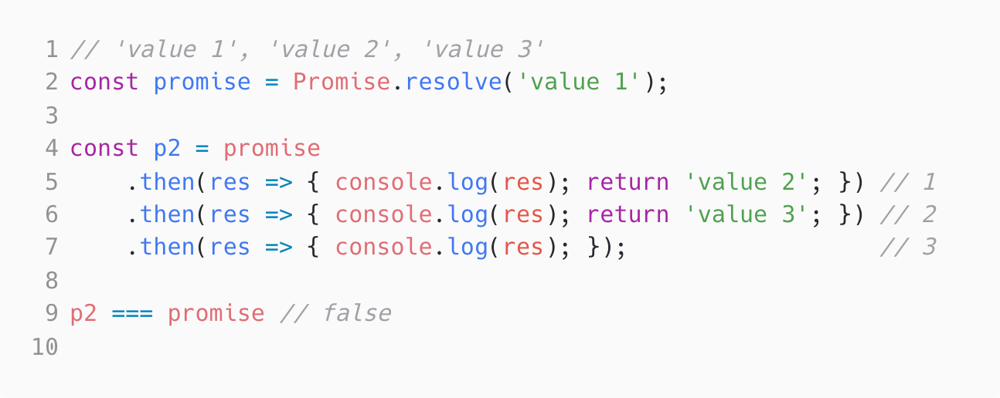 1 // 'value 1', 'value 2', 'value 3'
2 const promise = Promise.resolve('value 1');
3
4 const p2 = promise
5     .then(res => { console.log(res); return 'value 2'; }) // 1
6     .then(res => { console.log(res); return 'value 3'; }) // 2
7     .then(res => { console.log(res); });                  // 3
8
9 p2 === promise // false
10